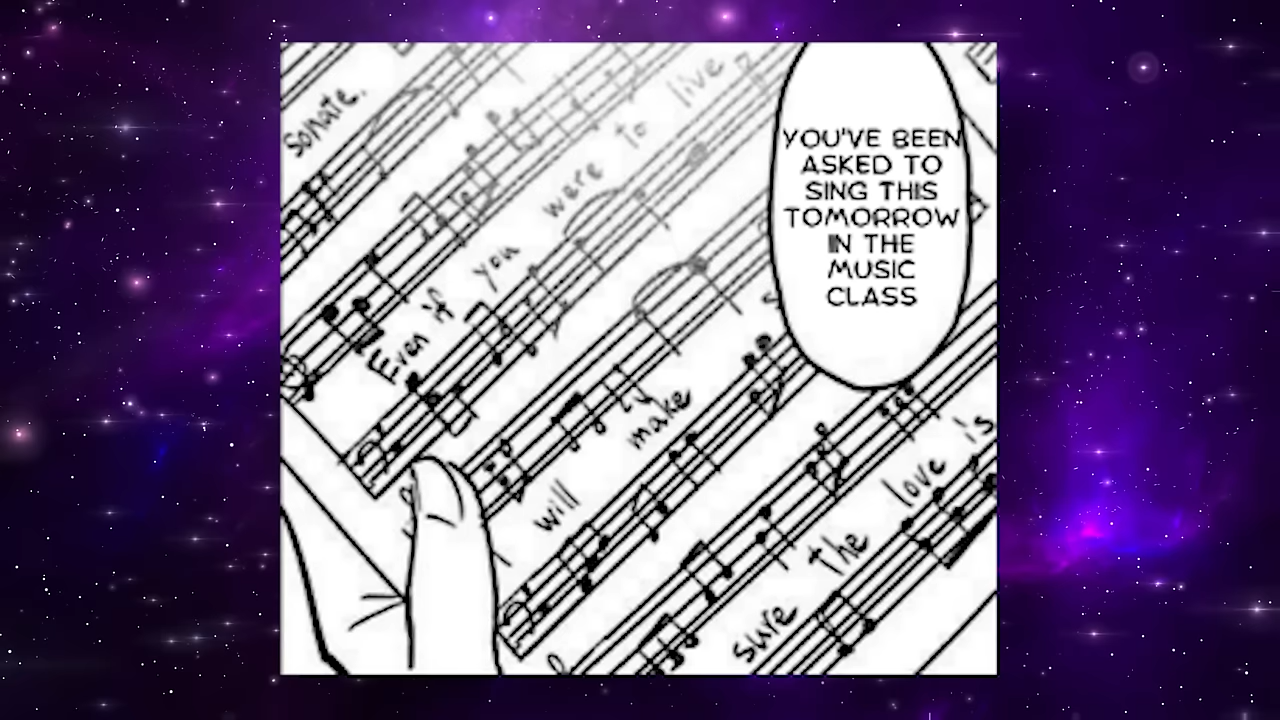 Sonate.
Even if you were to live
will make
sure the love is
YOU'VE BEEN
ASKED TO
SING THIS
TOMORROW
IN THE
MUSIC
CLASS